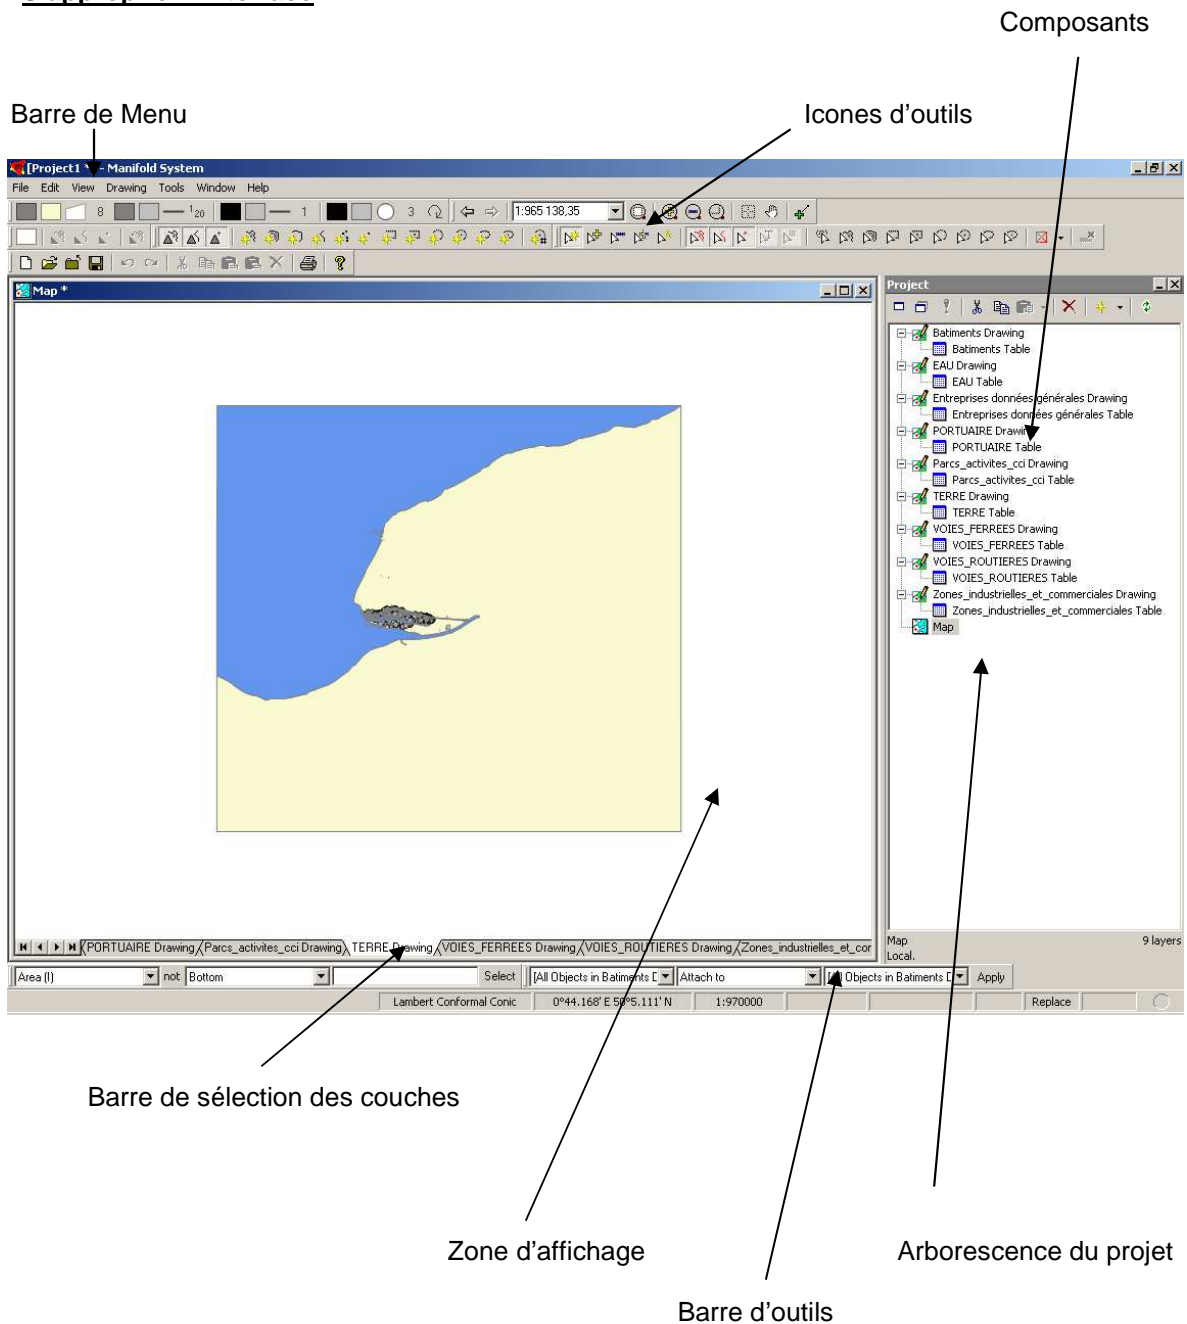 Composants
Barre de Menu
Icones d'outils
[Project1 *] - Manifold System
File Edit View Drawing Tools Window Help
8 1 20 1 3 1:965 138,35
Map *
Project
Batiments Drawing
Batiments Table
EAU Drawing
EAU Table
Entreprises données générales Drawing
Entreprises données générales Table
PORTUAIRE Drawing
PORTUAIRE Table
Parcs_activites_cci Drawing
Parcs_activites_cci Table
TERRE Drawing
TERRE Table
VOIES_FERREES Drawing
VOIES_FERREES Table
VOIES_ROUTIERES Drawing
VOIES_ROUTIERES Table
Zones_industrielles_et_commerciales Drawing
Zones_industrielles_et_commerciales Table
Map
PORTUAIRE Drawing Parcs_activites_cci Drawing TERRE Drawing VOIES_FERREES Drawing VOIES_ROUTIERES Drawing Zones_industrielles_et_cor
Map 9 layers
Local.
Area (I) not Bottom Select [All Objects in Batiments D Attach to [All Objects in Batiments D Apply
Lambert Conformal Conic 0°44.168' E 50°5.111' N 1:970000 Replace
Barre de sélection des couches
Zone d'affichage
Arborescence du projet
Barre d'outils